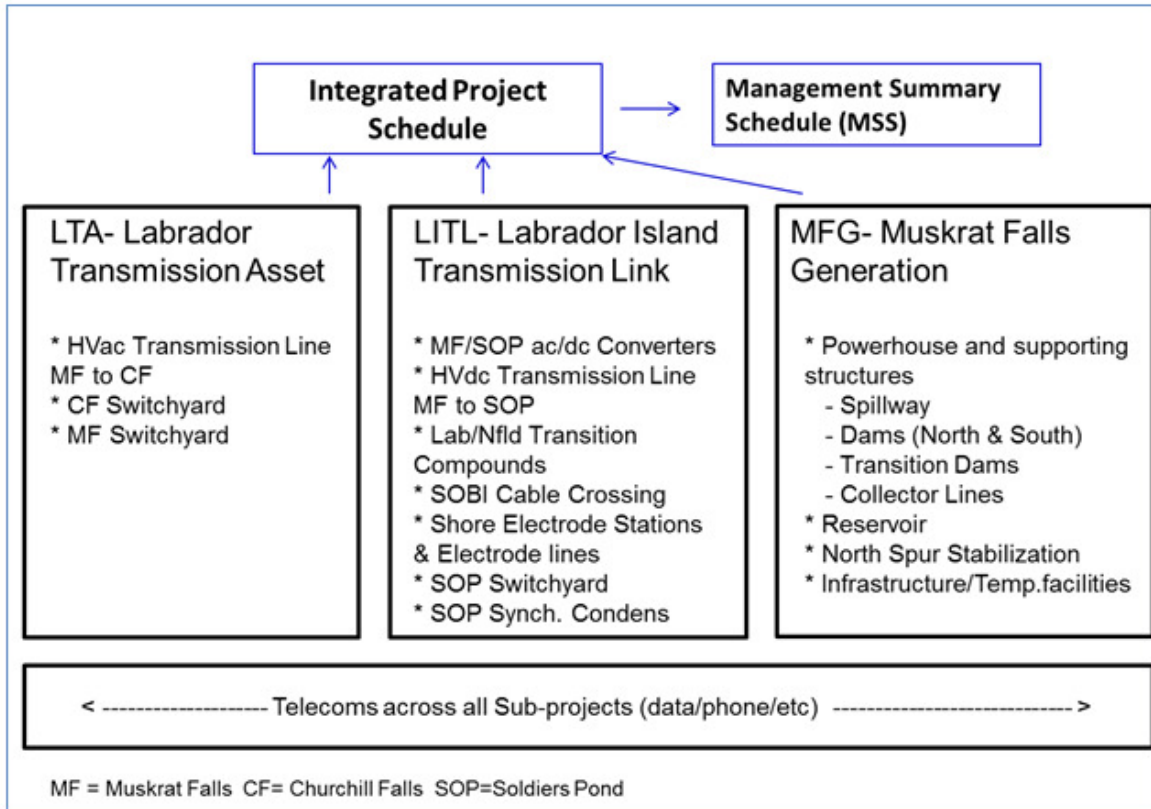 Integrated Project
Schedule
Management Summary
Schedule (MSS)
LTA- Labrador
Transmission Asset
* HVac Transmission Line
MF to CF
* CF Switchyard
* MF Switchyard
LITL- Labrador Island
Transmission Link
* MF/SOP ac/dc Converters
* HVdc Transmission Line
MF to SOP
* Lab/Nfld Transition
Compounds
* SOBI Cable Crossing
* Shore Electrode Stations
& Electrode lines
* SOP Switchyard
* SOP Synch. Condens
MFG- Muskrat Falls
Generation
* Powerhouse and supporting
structures
- Spillway
- Dams (North & South)
- Transition Dams
- Collector Lines
* Reservoir
* North Spur Stabilization
* Infrastructure/Temp.facilities
< --------------------- Telecoms across all Sub-projects (data/phone/etc) ------------------------------ >
MF = Muskrat Falls CF= Churchill Falls SOP=Soldiers Pond